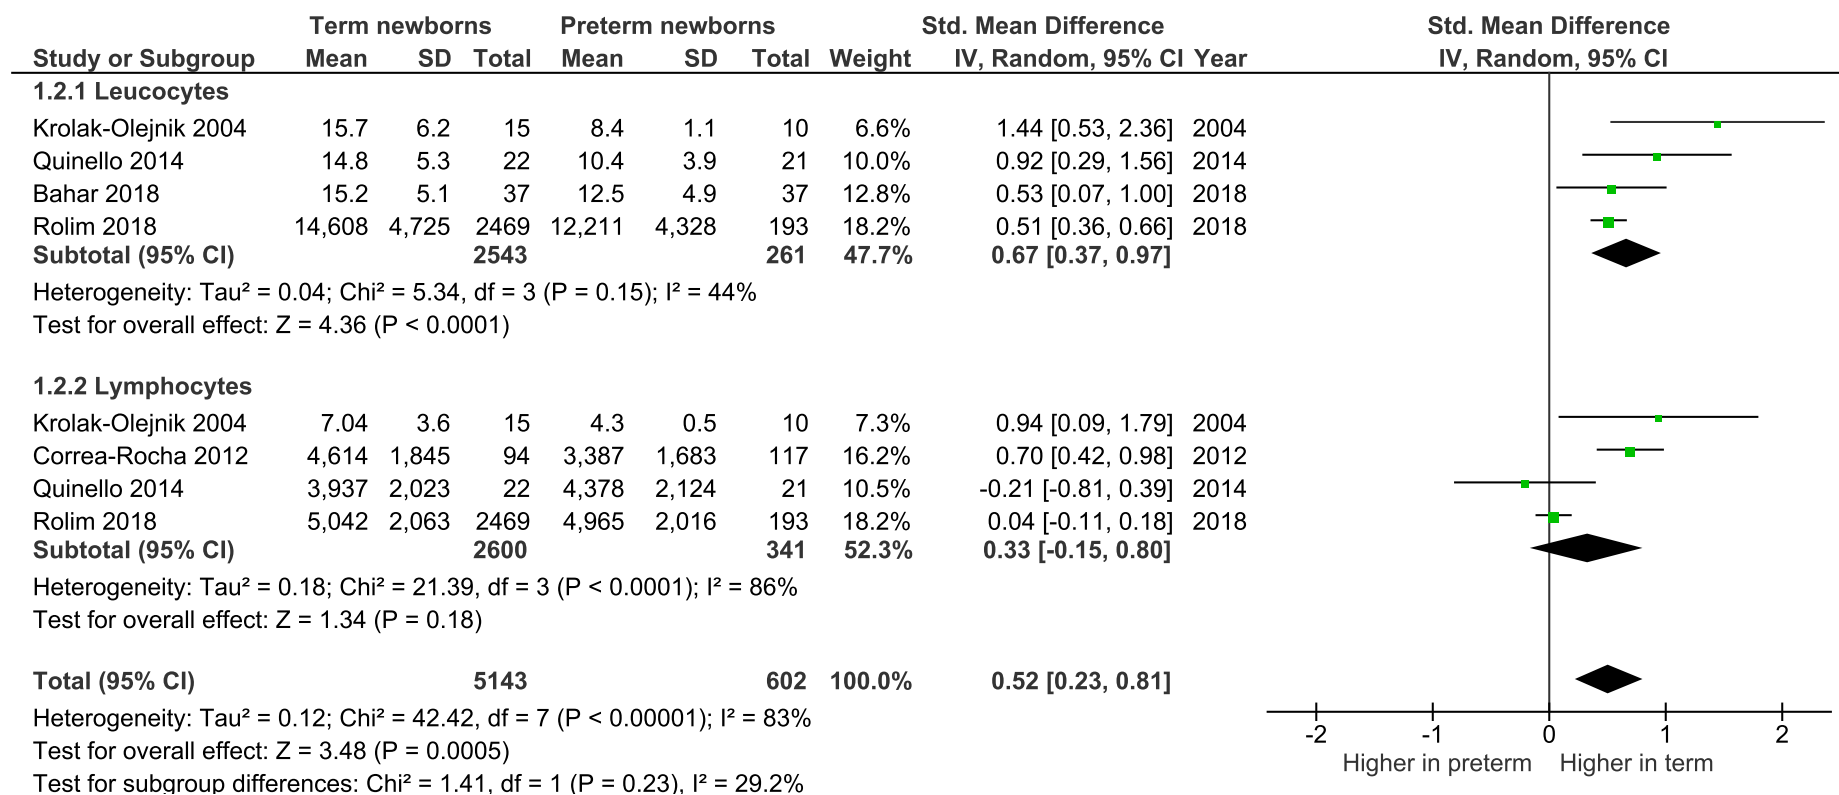 Term newborns Preterm newborns Std. Mean Difference Std. Mean Difference
Study or Subgroup Mean SD Total Mean SD Total Weight IV, Random, 95% CI Year IV, Random, 95% CI
1.2.1 Leucocytes
Krolak-Olejnik 2004 15.7 6.2 15 8.4 1.1 10 6.6% 1.44 [0.53, 2.36] 2004
Quinello 2014 14.8 5.3 22 10.4 3.9 21 10.0% 0.92 [0.29, 1.56] 2014
Bahar 2018 15.2 5.1 37 12.5 4.9 37 12.8% 0.53 [0.07, 1.00] 2018
Rolim 2018 14,608 4,725 2469 12,211 4,328 193 18.2% 0.51 [0.36, 0.66] 2018
Subtotal (95% CI) 2543 261 47.7% 0.67 [0.37, 0.97]
Heterogeneity: Tau² = 0.04; Chi² = 5.34, df = 3 (P = 0.15); I² = 44%
Test for overall effect: Z = 4.36 (P < 0.0001)
1.2.2 Lymphocytes
Krolak-Olejnik 2004 7.04 3.6 15 4.3 0.5 10 7.3% 0.94 [0.09, 1.79] 2004
Correa-Rocha 2012 4,614 1,845 94 3,387 1,683 117 16.2% 0.70 [0.42, 0.98] 2012
Quinello 2014 3,937 2,023 22 4,378 2,124 21 10.5% -0.21 [-0.81, 0.39] 2014
Rolim 2018 5,042 2,063 2469 4,965 2,016 193 18.2% 0.04 [-0.11, 0.18] 2018
Subtotal (95% CI) 2600 341 52.3% 0.33 [-0.15, 0.80]
Heterogeneity: Tau² = 0.18; Chi² = 21.39, df = 3 (P < 0.0001); I² = 86%
Test for overall effect: Z = 1.34 (P = 0.18)
Total (95% CI) 5143 602 100.0% 0.52 [0.23, 0.81]
Heterogeneity: Tau² = 0.12; Chi² = 42.42, df = 7 (P < 0.00001); I² = 83%
Test for overall effect: Z = 3.48 (P = 0.0005)
Test for subgroup differences: Chi² = 1.41, df = 1 (P = 0.23), I² = 29.2%
-2 -1 0 1 2
Higher in preterm Higher in term